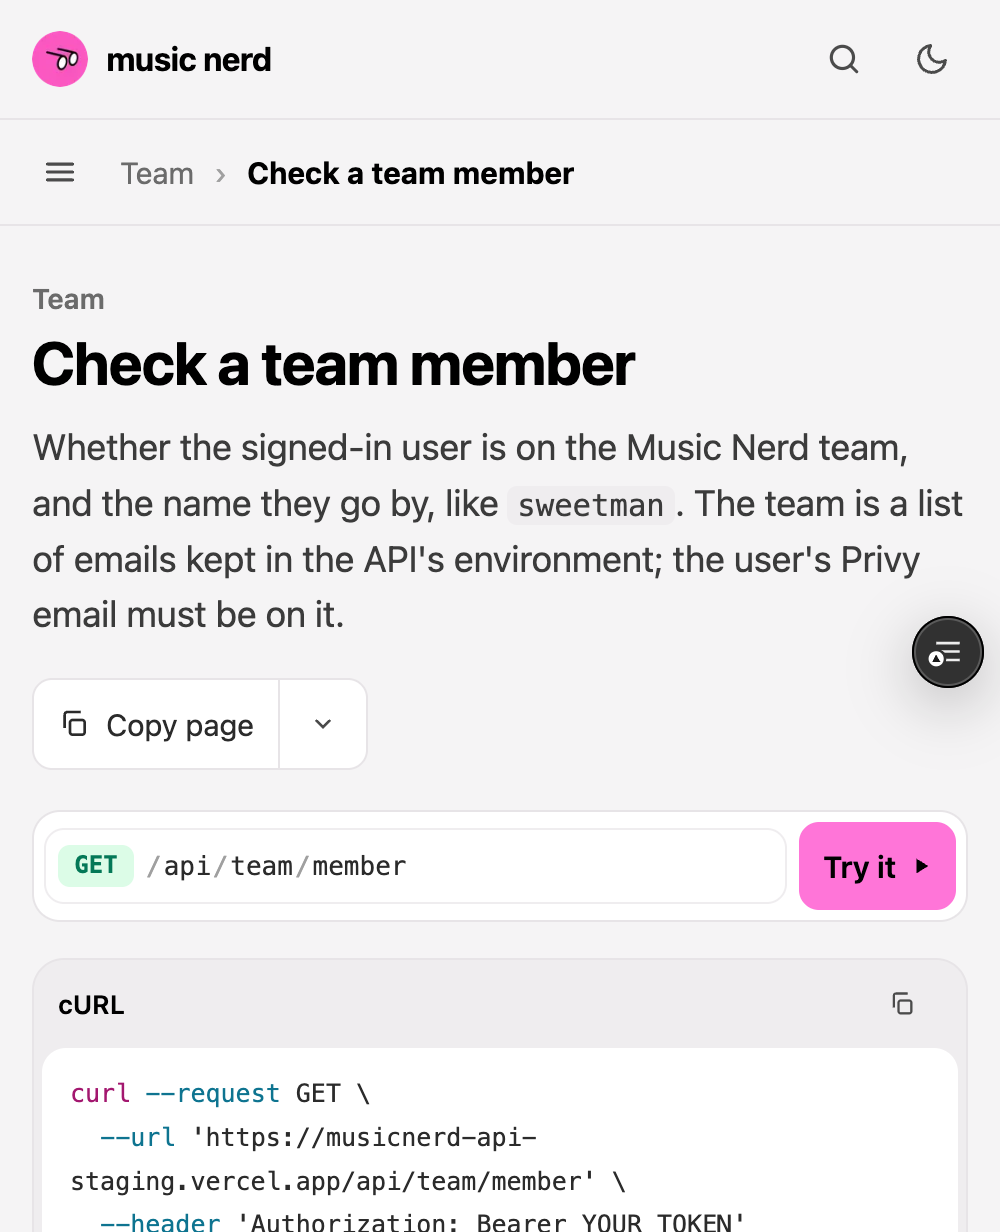 music nerd
Team › Check a team member
Team
Check a team member
Whether the signed-in user is on the Music Nerd team,
and the name they go by, like sweetman. The team is a list
of emails kept in the API's environment; the user's Privy
email must be on it.
Copy page
GET /api/team/member
Try it
cURL
curl --request GET \
  --url 'https://musicnerd-api-
staging.vercel.app/api/team/member' \
  --header 'Authorization: Bearer YOUR_TOKEN'